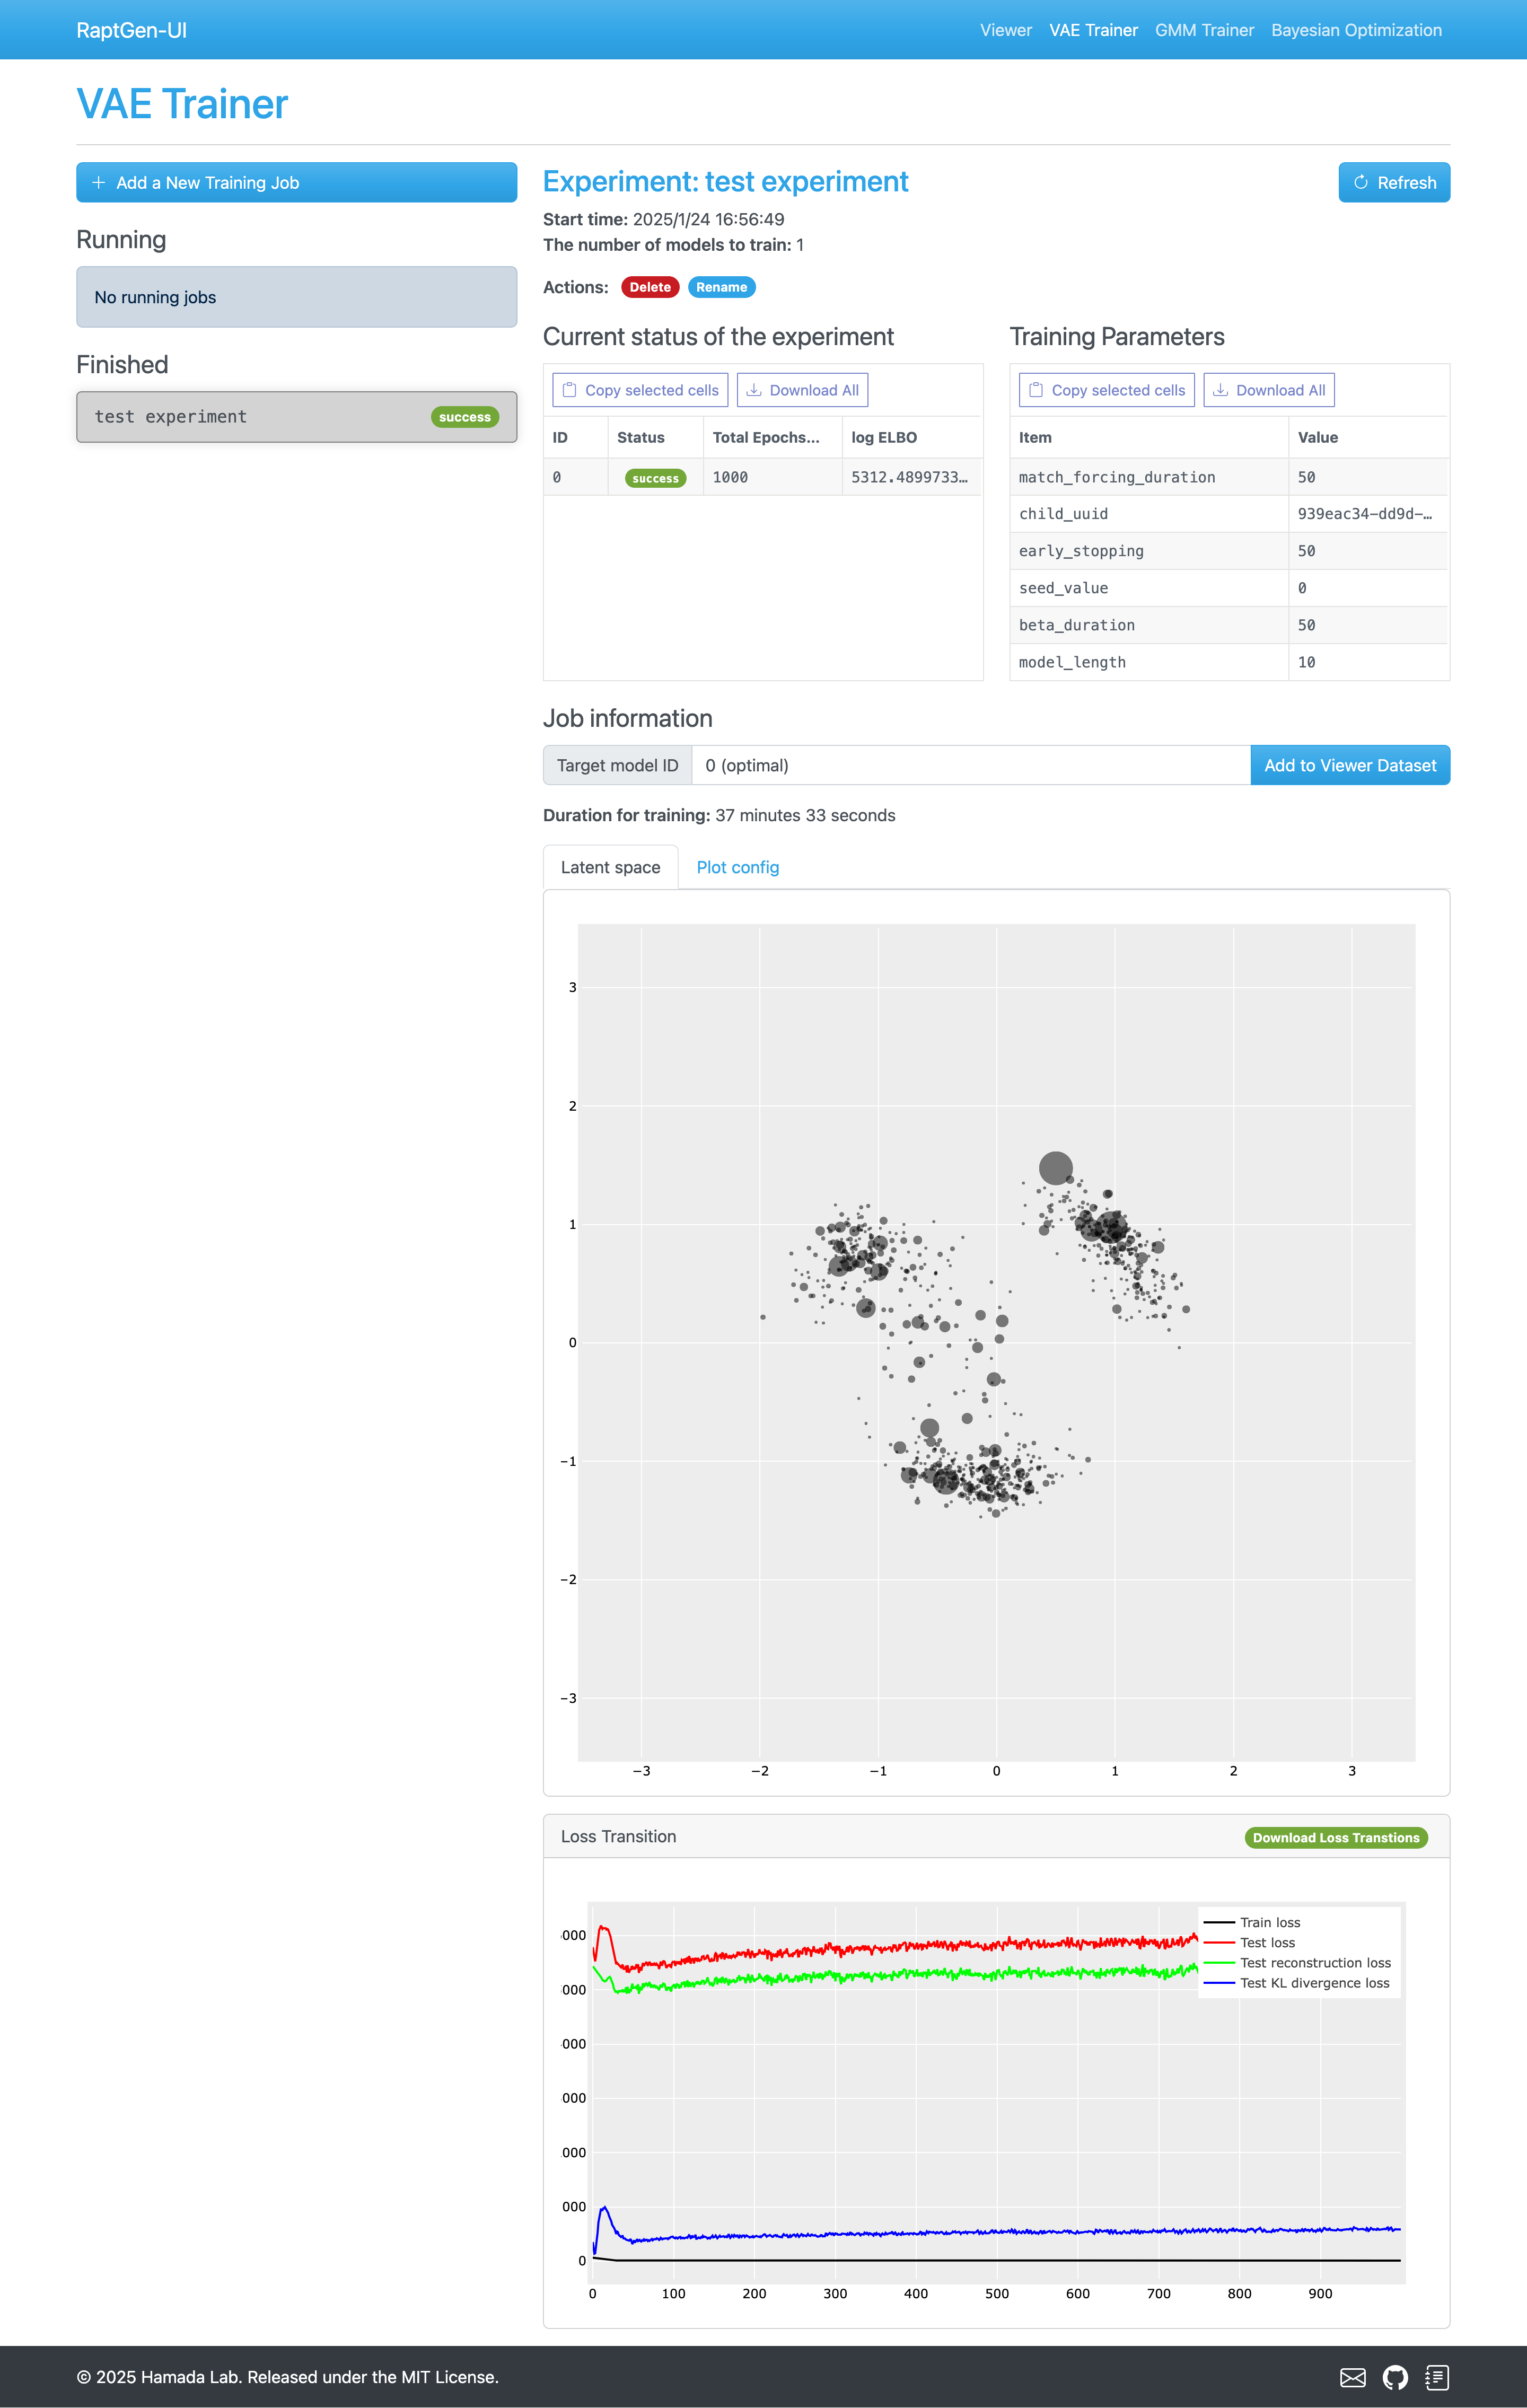 RaptGen-UI
Viewer VAE Trainer GMM Trainer Bayesian Optimization
VAE Trainer
Add a New Training Job
Running
No running jobs
Finished
test experiment success
Experiment: test experiment
Refresh
Start time: 2025/1/24 16:56:49
The number of models to train: 1
Actions: Delete Rename
Current status of the experiment
Copy selected cells Download All
ID Status Total Epochs... log ELBO
0 success 1000 5312.4899733...
Training Parameters
Copy selected cells Download All
Item Value
match_forcing_duration 50
child_uuid 939eac34-dd9d-...
early_stopping 50
seed_value 0
beta_duration 50
model_length 10
Job information
Target model ID 0 (optimal) Add to Viewer Dataset
Duration for training: 37 minutes 33 seconds
Latent space Plot config
3
2
1
0
−1
−2
−3
−3 −2 −1 0 1 2 3
Loss Transition Download Loss Transtions
000
000
000
000
000
000
0
0 100 200 300 400 500 600 700 800 900
Train loss
Test loss
Test reconstruction loss
Test KL divergence loss
© 2025 Hamada Lab. Released under the MIT License.